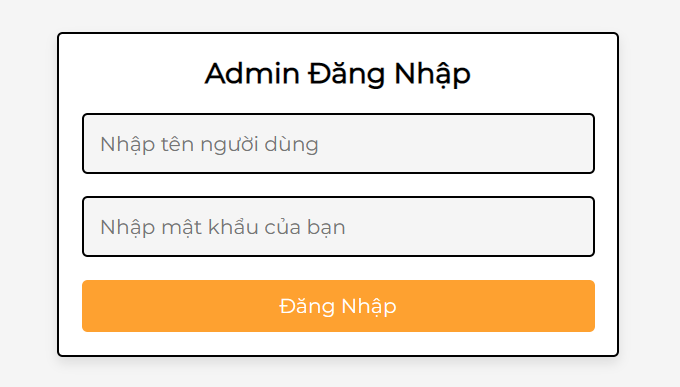 Admin Đăng Nhập
Nhập tên người dùng
Nhập mật khẩu của bạn
Đăng Nhập